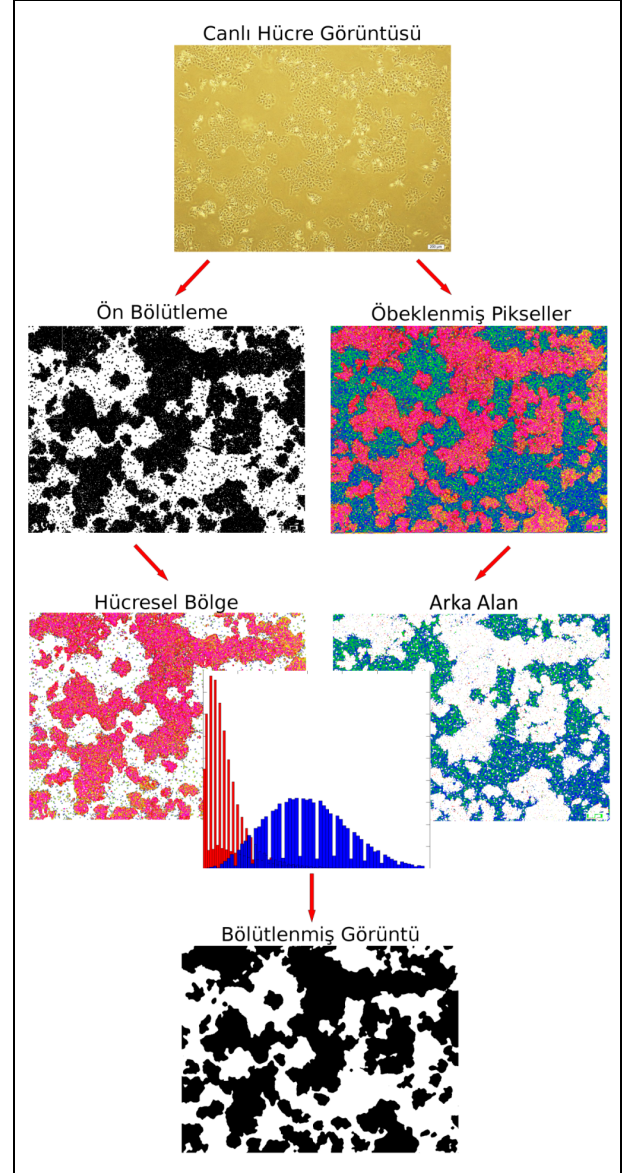 Canlı Hücre Görüntüsü
Ön Bölütleme
Öbeklenmiş Pikseller
Hücresel Bölge
Arka Alan
Bölütlenmiş Görüntü